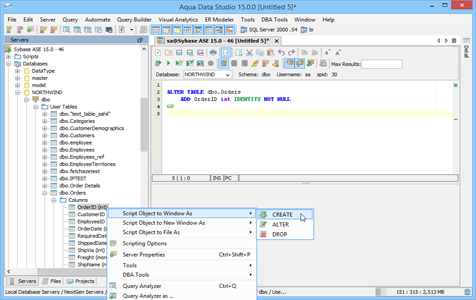 Aqua Data Studio 15.0.0 [Untitled 5]*
File Edit Server Query Automate Query Builder Visual Analytics ER Modeler Tools DBA Tools Window Help
SQL Server 2000 .54 bi
Servers
Sybase ASE 15.0 - 46 [Untitled 5]*
Detail
Sybase ASE 15.0 - 46
Scripts
Databases
DataType
master
model
NORTHWIND
dbo
User Tables
dbo."test_table_sahil"
dbo.Categories
dbo.CustomerDemographics
dbo.Customers
dbo.employee
dbo.Employees
dbo.Employees_ref
dbo.EmployeeTerritories
dbo.fetchsizetest
dbo.IPTEST
dbo.Order Details
dbo.Orders
Columns
OrderID (int)
CustomerID
EmployeeID
OrderDate (
RequiredDat
ShippedDate
ShipVia (int)
Freight (mon
ShipName (n
Max Results:
Database: NORTHWIND Schema: dbo Username: sa spid: 30
1
2 ALTER TABLE dbo.Orders
3 ADD OrderID int IDENTITY NOT NULL
4 GO
5
5 | 1 : 0 INS PC
Script Object to Window As
Script Object to New Window As
Script Object to File As
Scripting Options
Server Properties Ctrl+Shift+P
Tools
DBA Tools
Query Analyzer Ctrl+Q
Query Analyzer as ...
CREATE
ALTER
DROP
Servers Files Projects
Local Database Servers / NextGen Servers
dbo / Use...
151 : 315 : 2,513 MB